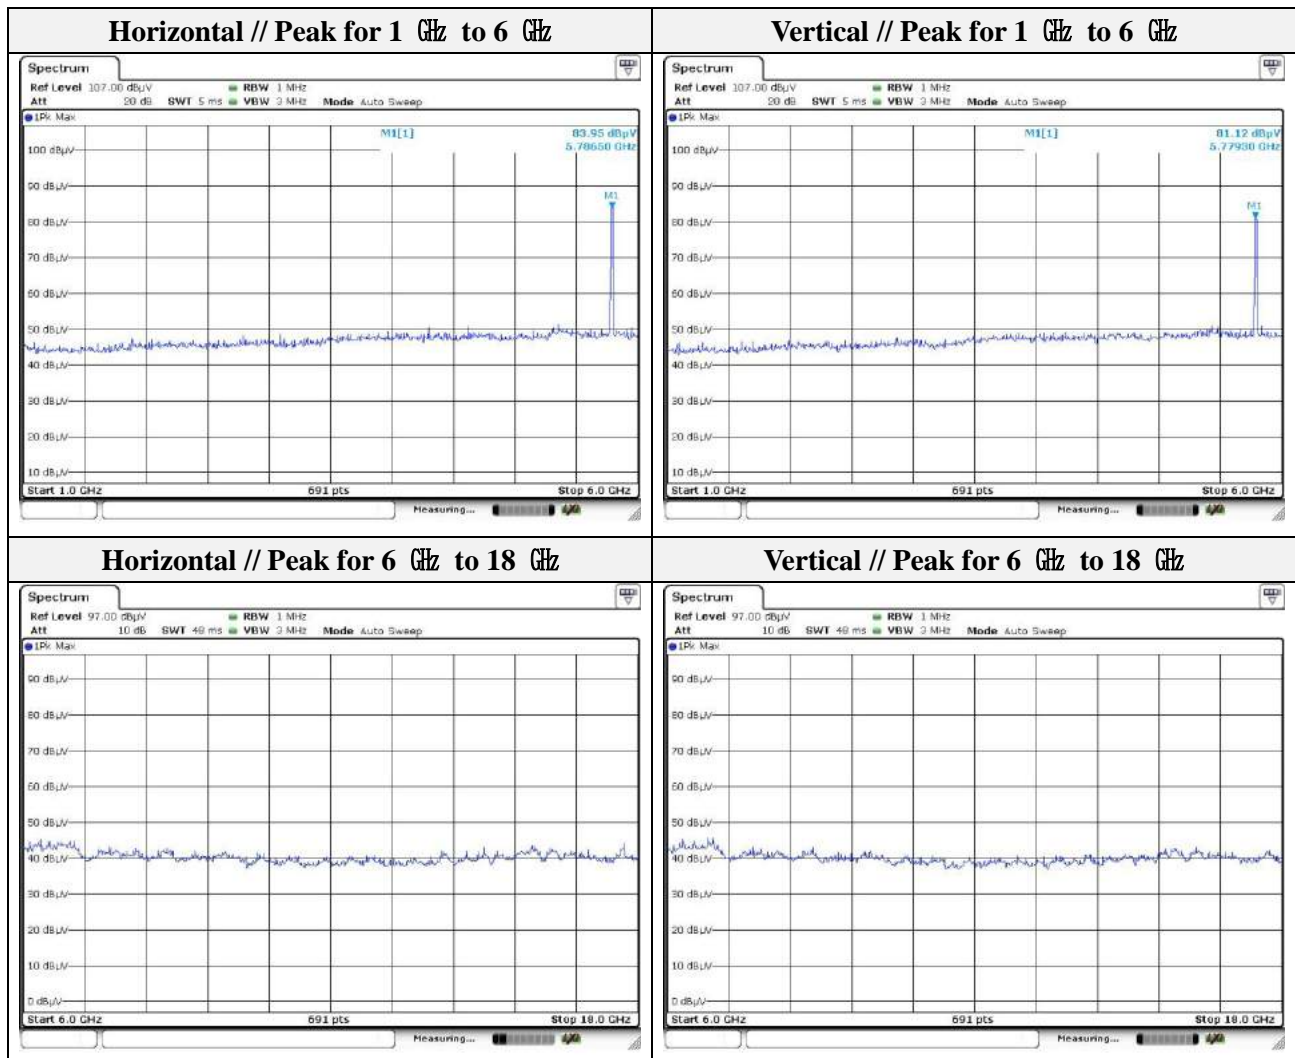 Horizontal // Peak for 1 ㎓ to 6 ㎓
Vertical // Peak for 1 ㎓ to 6 ㎓
Spectrum
Ref Level 107.00 dBµV RBW 1 MHz
Att 20 dB SWT 5 ms VBW 3 MHz Mode Auto Sweep
1Pk Max
M1[1] 83.95 dBµV
5.78650 GHz
100 dBµV
90 dBµV
M1
80 dBµV
70 dBµV
60 dBµV
50 dBµV
40 dBµV
30 dBµV
20 dBµV
10 dBµV
Start 1.0 GHz 691 pts Stop 6.0 GHz
Measuring...
Spectrum
Ref Level 107.00 dBµV RBW 1 MHz
Att 20 dB SWT 5 ms VBW 3 MHz Mode Auto Sweep
1Pk Max
M1[1] 81.12 dBµV
5.77930 GHz
100 dBµV
90 dBµV
M1
80 dBµV
70 dBµV
60 dBµV
50 dBµV
40 dBµV
30 dBµV
20 dBµV
10 dBµV
Start 1.0 GHz 691 pts Stop 6.0 GHz
Measuring...
Horizontal // Peak for 6 ㎓ to 18 ㎓
Vertical // Peak for 6 ㎓ to 18 ㎓
Spectrum
Ref Level 97.00 dBµV RBW 1 MHz
Att 10 dB SWT 48 ms VBW 3 MHz Mode Auto Sweep
1Pk Max
90 dBµV
80 dBµV
70 dBµV
60 dBµV
50 dBµV
40 dBµV
30 dBµV
20 dBµV
10 dBµV
0 dBµV
Start 6.0 GHz 691 pts Stop 18.0 GHz
Measuring...
Spectrum
Ref Level 97.00 dBµV RBW 1 MHz
Att 10 dB SWT 48 ms VBW 3 MHz Mode Auto Sweep
1Pk Max
90 dBµV
80 dBµV
70 dBµV
60 dBµV
50 dBµV
40 dBµV
30 dBµV
20 dBµV
10 dBµV
0 dBµV
Start 6.0 GHz 691 pts Stop 18.0 GHz
Measuring...